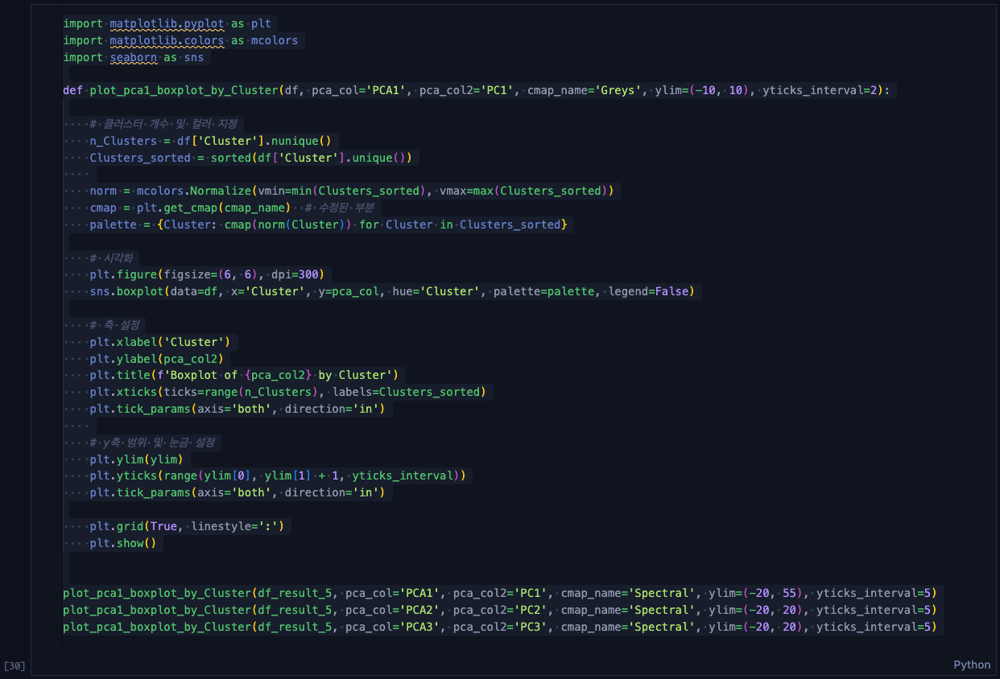 import matplotlib.pyplot as plt
import matplotlib.colors as mcolors
import seaborn as sns
def plot_pca1_boxplot_by_Cluster(df, pca_col='PCA1', pca_col2='PC1', cmap_name='Greys', ylim=(-10, 10), yticks_interval=2):
    # 클러스터 개수 및 컬러 지정
    n_Clusters = df['Cluster'].nunique()
    Clusters_sorted = sorted(df['Cluster'].unique())
    norm = mcolors.Normalize(vmin=min(Clusters_sorted), vmax=max(Clusters_sorted))
    cmap = plt.get_cmap(cmap_name)  # 수정된 부분
    palette = {Cluster: cmap(norm(Cluster)) for Cluster in Clusters_sorted}
    # 시각화
    plt.figure(figsize=(6, 6), dpi=300)
    sns.boxplot(data=df, x='Cluster', y=pca_col, hue='Cluster', palette=palette, legend=False)
    # 축 설정
    plt.xlabel('Cluster')
    plt.ylabel(pca_col2)
    plt.title(f'Boxplot of {pca_col2} by Cluster')
    plt.xticks(ticks=range(n_Clusters), labels=Clusters_sorted)
    plt.tick_params(axis='both', direction='in')
    # y축 범위 및 눈금 설정
    plt.ylim(ylim)
    plt.yticks(range(ylim[0], ylim[1] + 1, yticks_interval))
    plt.tick_params(axis='both', direction='in')
    plt.grid(True, linestyle=':')
    plt.show()
plot_pca1_boxplot_by_Cluster(df_result_5, pca_col='PCA1', pca_col2='PC1', cmap_name='Spectral', ylim=(-20, 55), yticks_interval=5)
plot_pca1_boxplot_by_Cluster(df_result_5, pca_col='PCA2', pca_col2='PC2', cmap_name='Spectral', ylim=(-20, 20), yticks_interval=5)
plot_pca1_boxplot_by_Cluster(df_result_5, pca_col='PCA3', pca_col2='PC3', cmap_name='Spectral', ylim=(-20, 20), yticks_interval=5)
[30]
Python